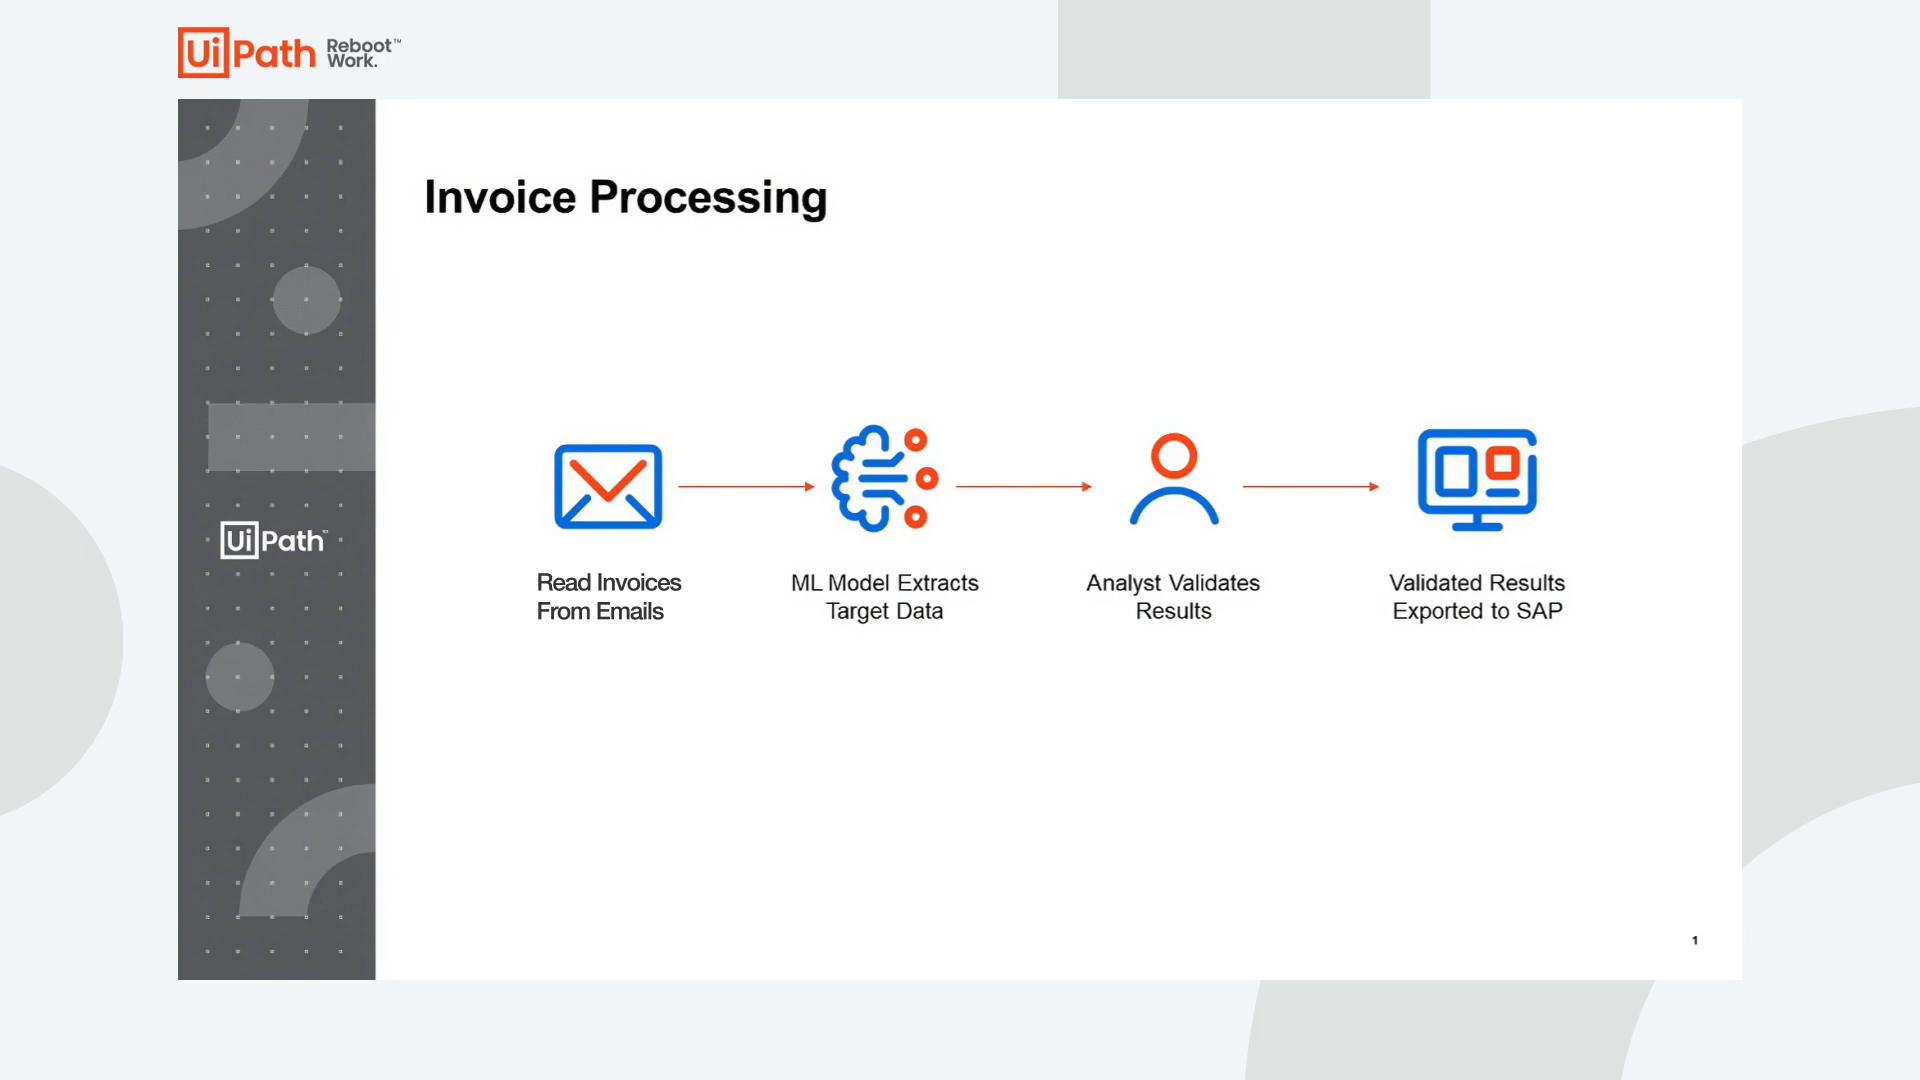 UiPath Reboot™
Work.
Invoice Processing
UiPath™
Read Invoices
From Emails
ML Model Extracts
Target Data
Analyst Validates
Results
Validated Results
Exported to SAP
1